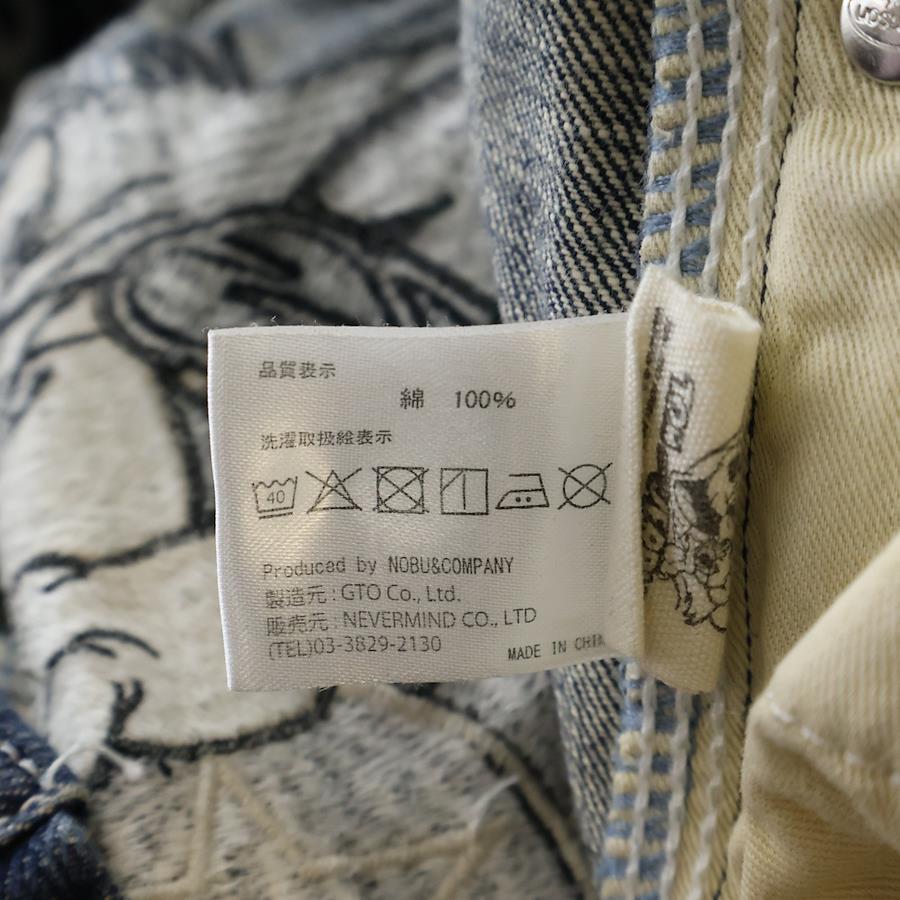 品質表示
綿 100%
洗濯取扱絵表示
40
Produced by NOBU&COMPANY
製造元 : GTO Co., Ltd.
販売元 : NEVERMIND CO., LTD
(TEL)03-3829-2130
MADE IN